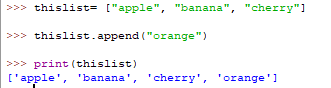 >>> thislist= ["apple", "banana", "cherry"]
>>> thislist.append("orange")
>>> print(thislist)
['apple', 'banana', 'cherry', 'orange']